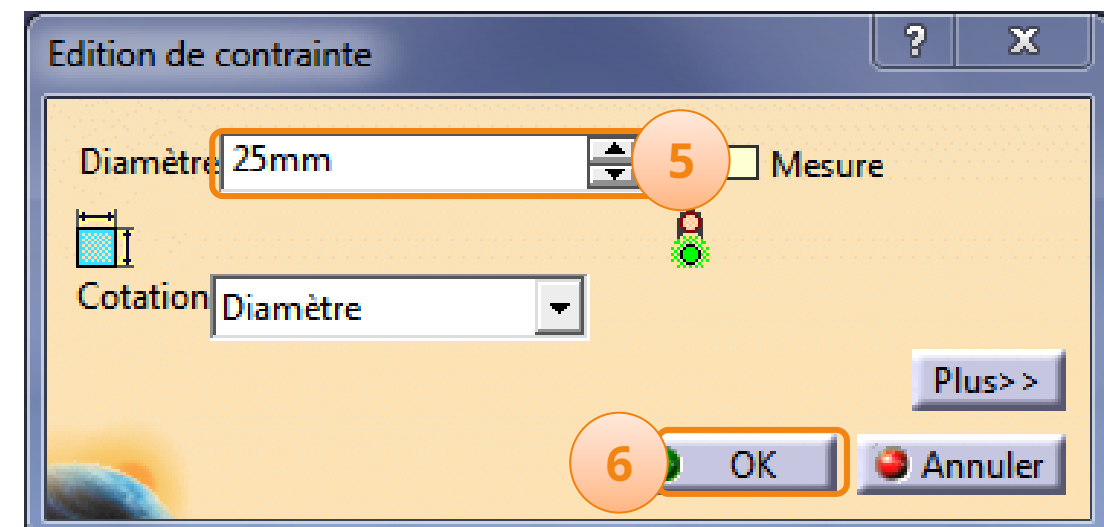 Edition de contrainte
? X
Diamètre 25mm 5 Mesure
Cotation Diamètre
Plus>>
6 OK Annuler